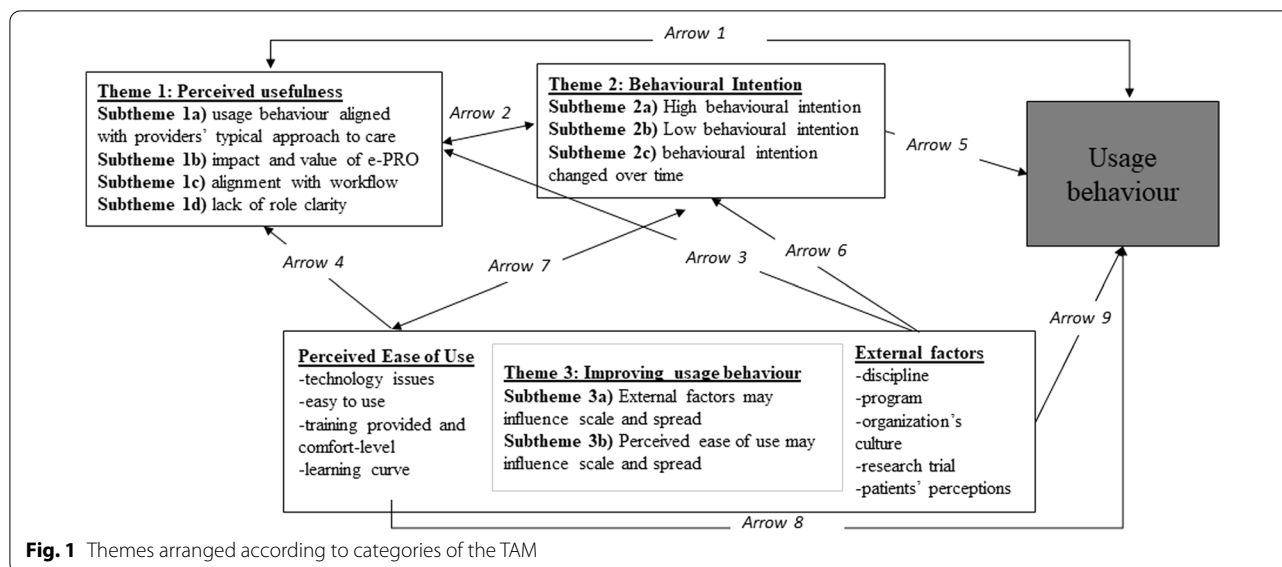 Arrow 1
Theme 1: Perceived usefulness
Subtheme 1a) usage behaviour aligned
with providers' typical approach to care
Subtheme 1b) impact and value of e-PRO
Subtheme 1c) alignment with workflow
Subtheme 1d) lack of role clarity
Arrow 2
Theme 2: Behavioural Intention
Subtheme 2a) High behavioural intention
Subtheme 2b) Low behavioural intention
Subtheme 2c) behavioural intention
changed over time
Arrow 5
Usage
behaviour
Arrow 4
Arrow 7
Arrow 3
Arrow 6
Arrow 9
Perceived Ease of Use
-technology issues
-easy to use
-training provided and
comfort-level
-learning curve
Theme 3: Improving usage behaviour
Subtheme 3a) External factors may
influence scale and spread
Subtheme 3b) Perceived ease of use may
influence scale and spread
External factors
-discipline
-program
-organization's
culture
-research trial
-patients' perceptions
Arrow 8
Fig. 1 Themes arranged according to categories of the TAM